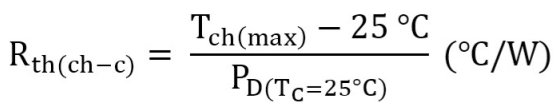 R_th(ch−c) = (T_ch(max) − 25 °C) / P_D(T_C=25°C) (°C/W)